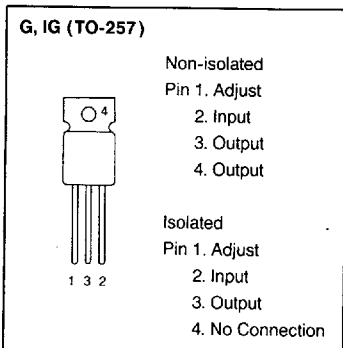 G, IG (TO-257)
Non-isolated
Pin 1. Adjust
2. Input
3. Output
4. Output
4
Isolated
Pin 1. Adjust
2. Input
3. Output
4. No Connection
1 3 2